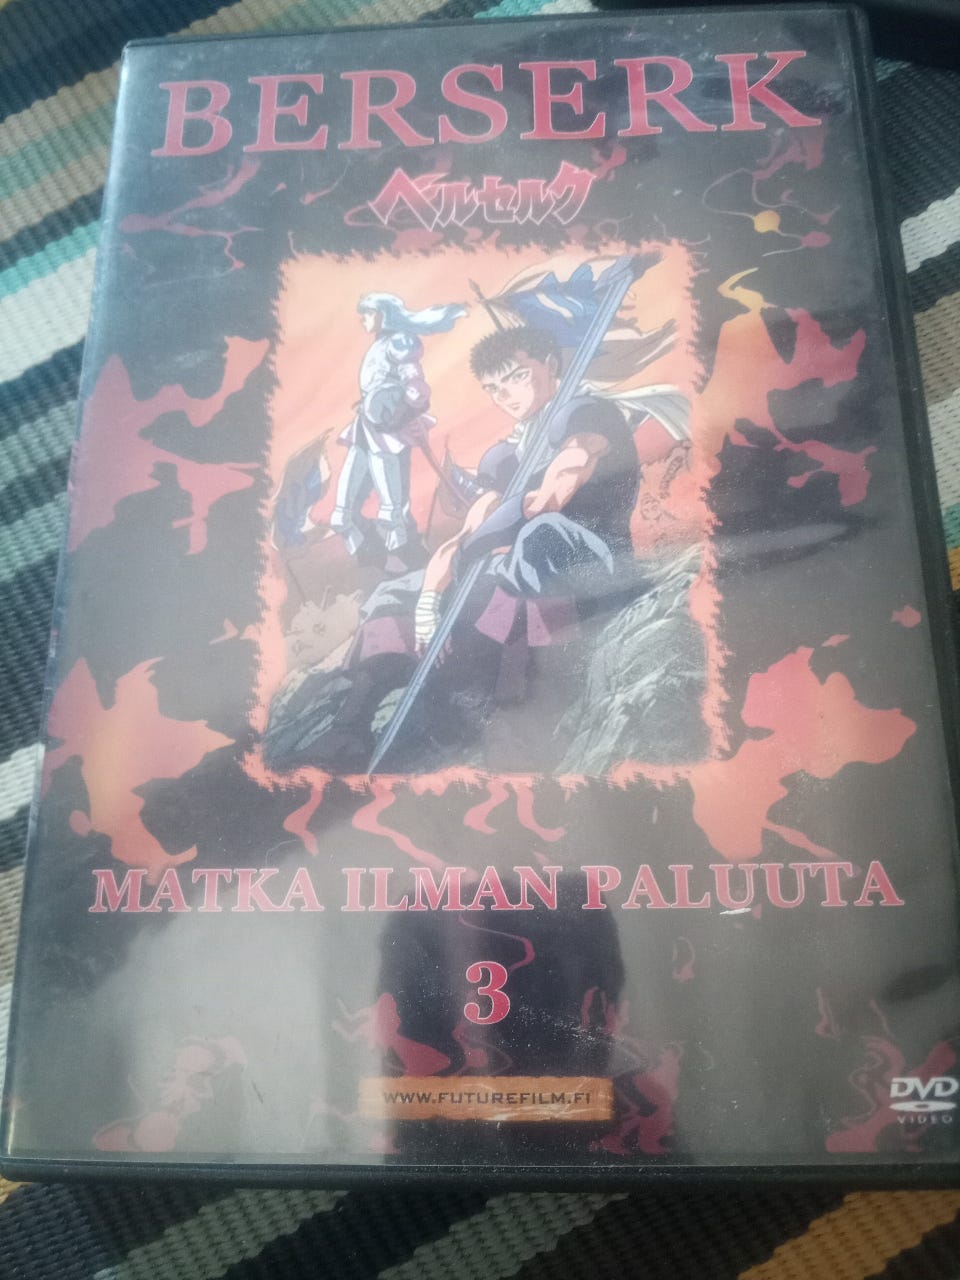 BERSERK
ベルセルク
MATKA ILMAN PALUUTA
3
WWW.FUTUREFILM.FI
DVD
VIDEO